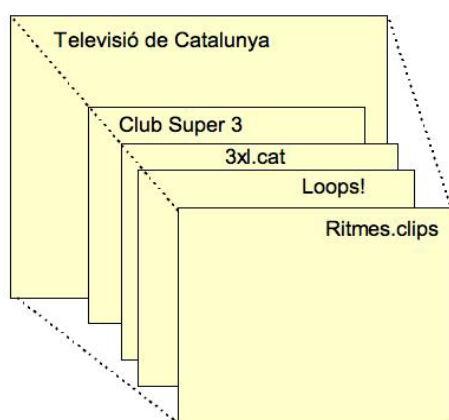 Televisió de Catalunya
Club Super 3
3xl.cat
Loops!
Ritmes.clips